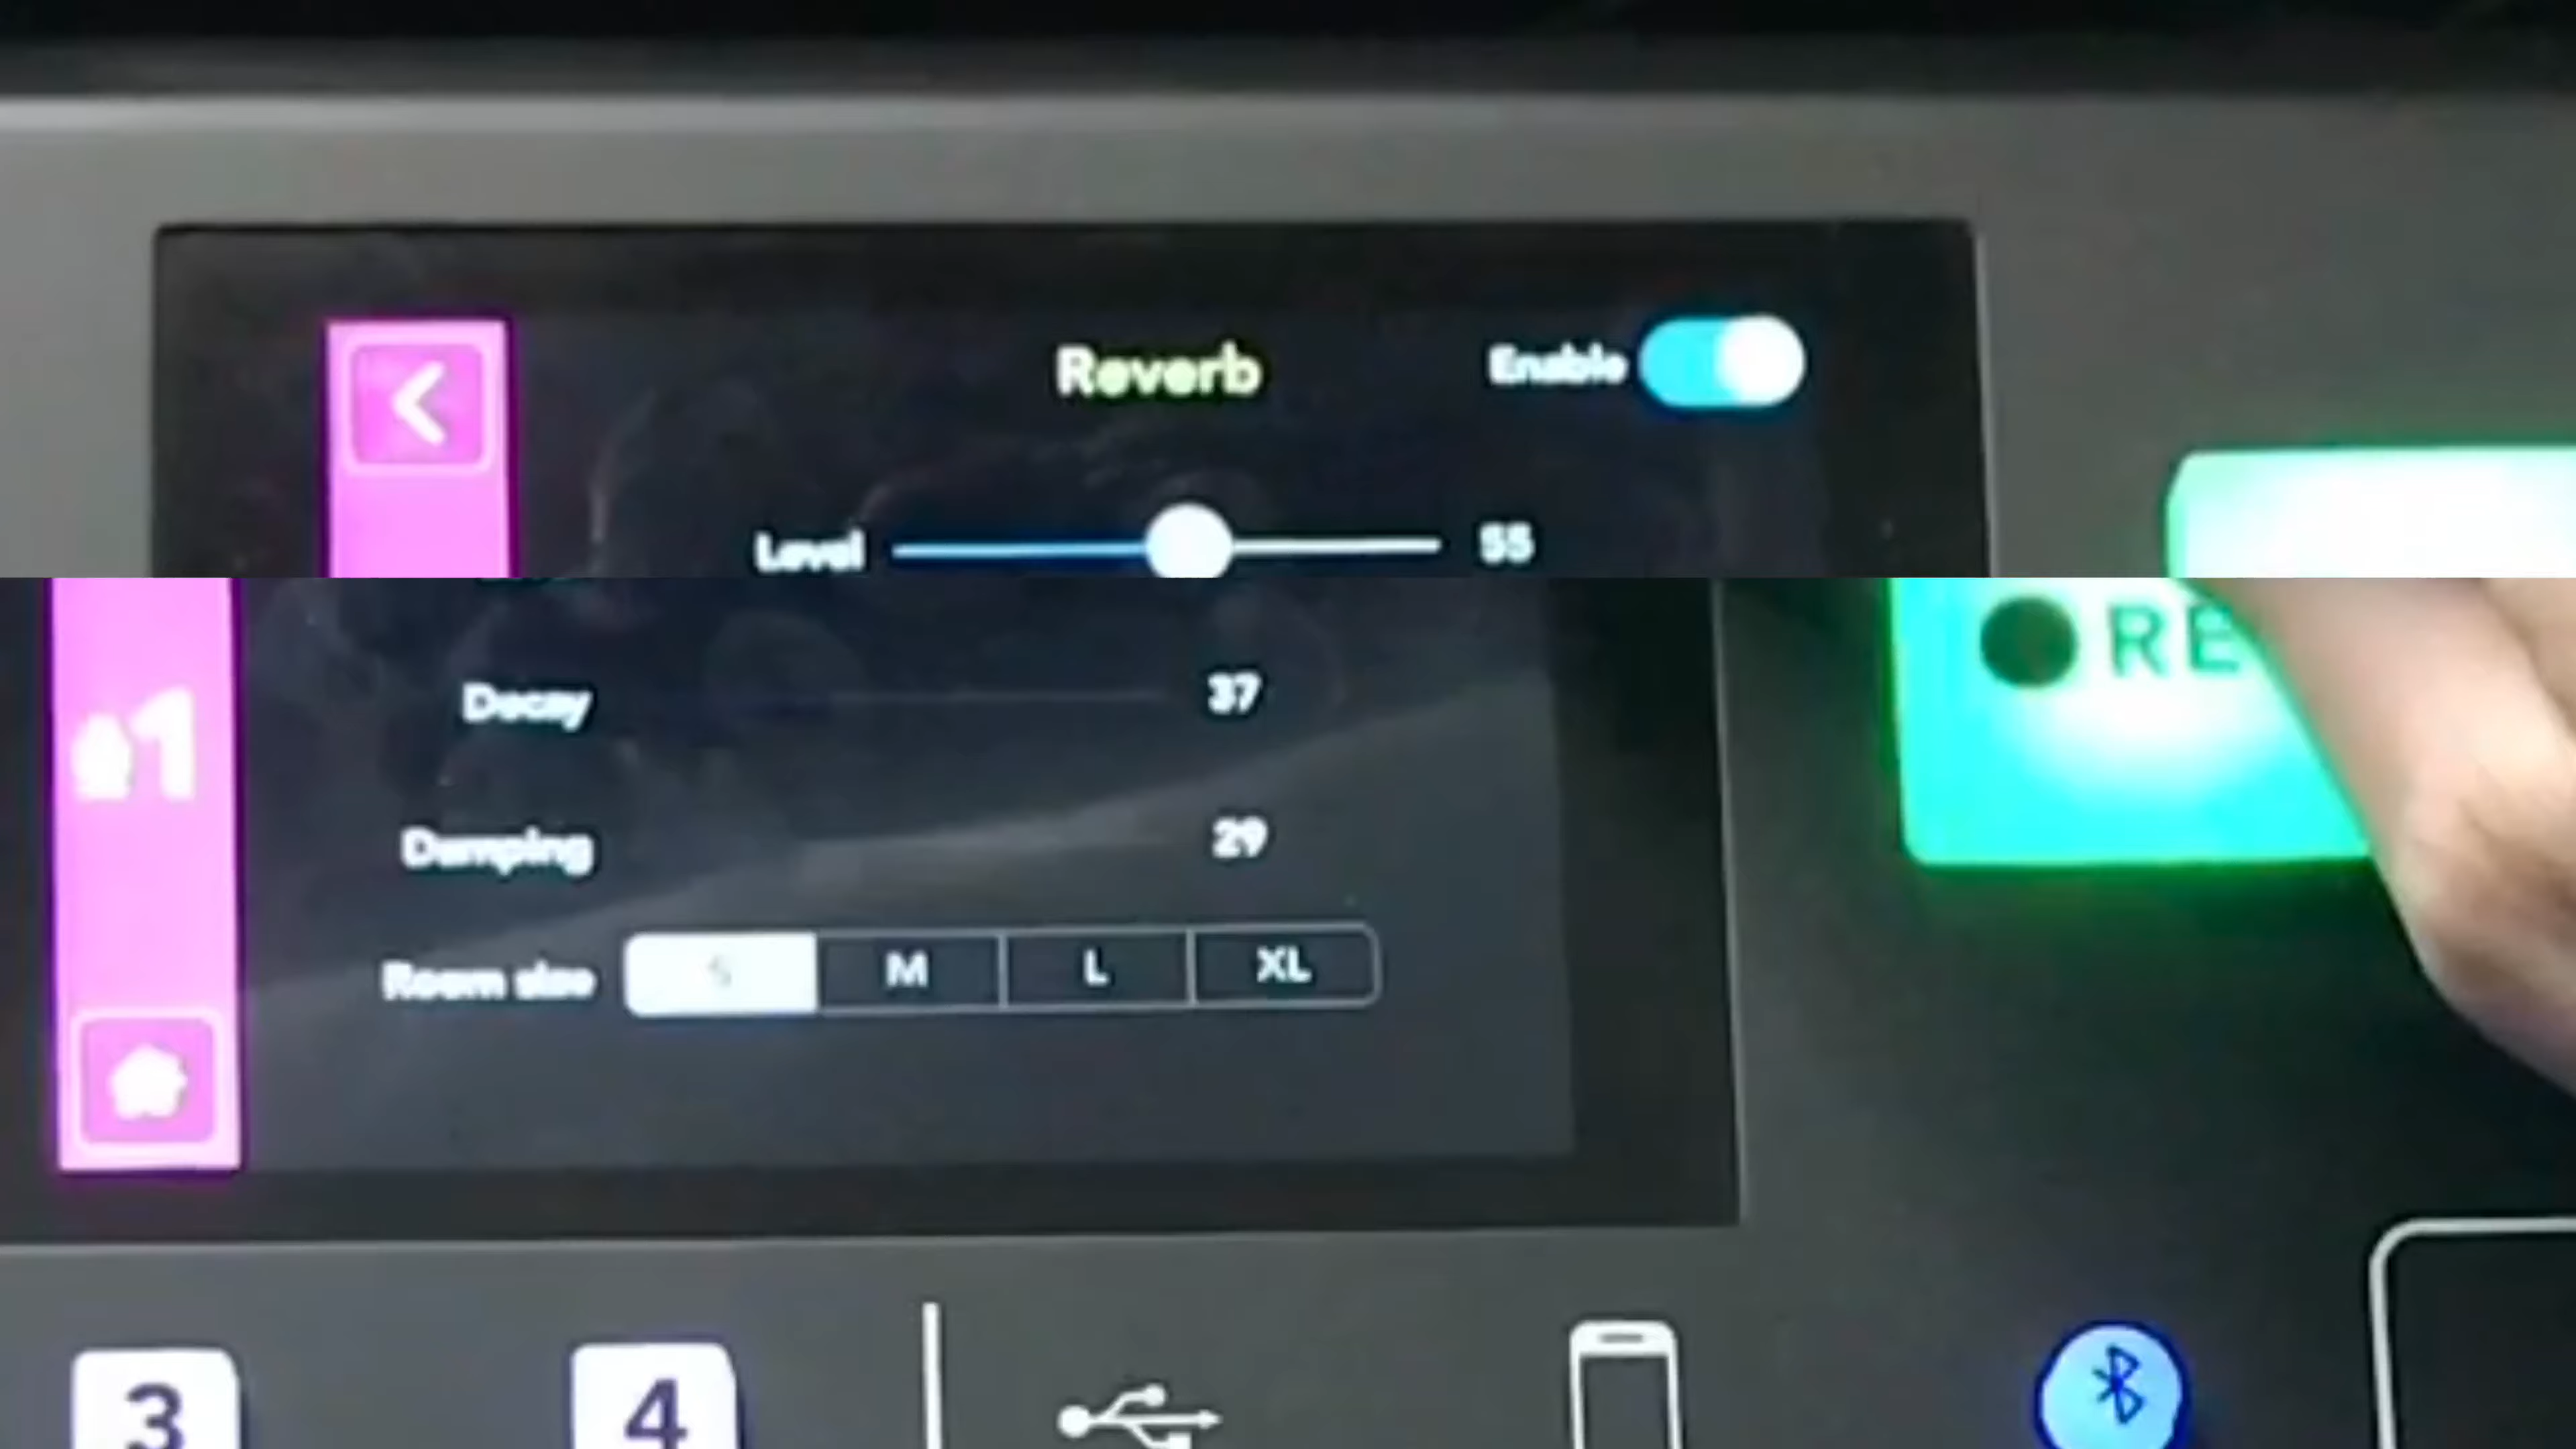 Reverb
Enable
Level 55
Decay 37
1
Damping 29
Room size S M L XL
RE
3 4